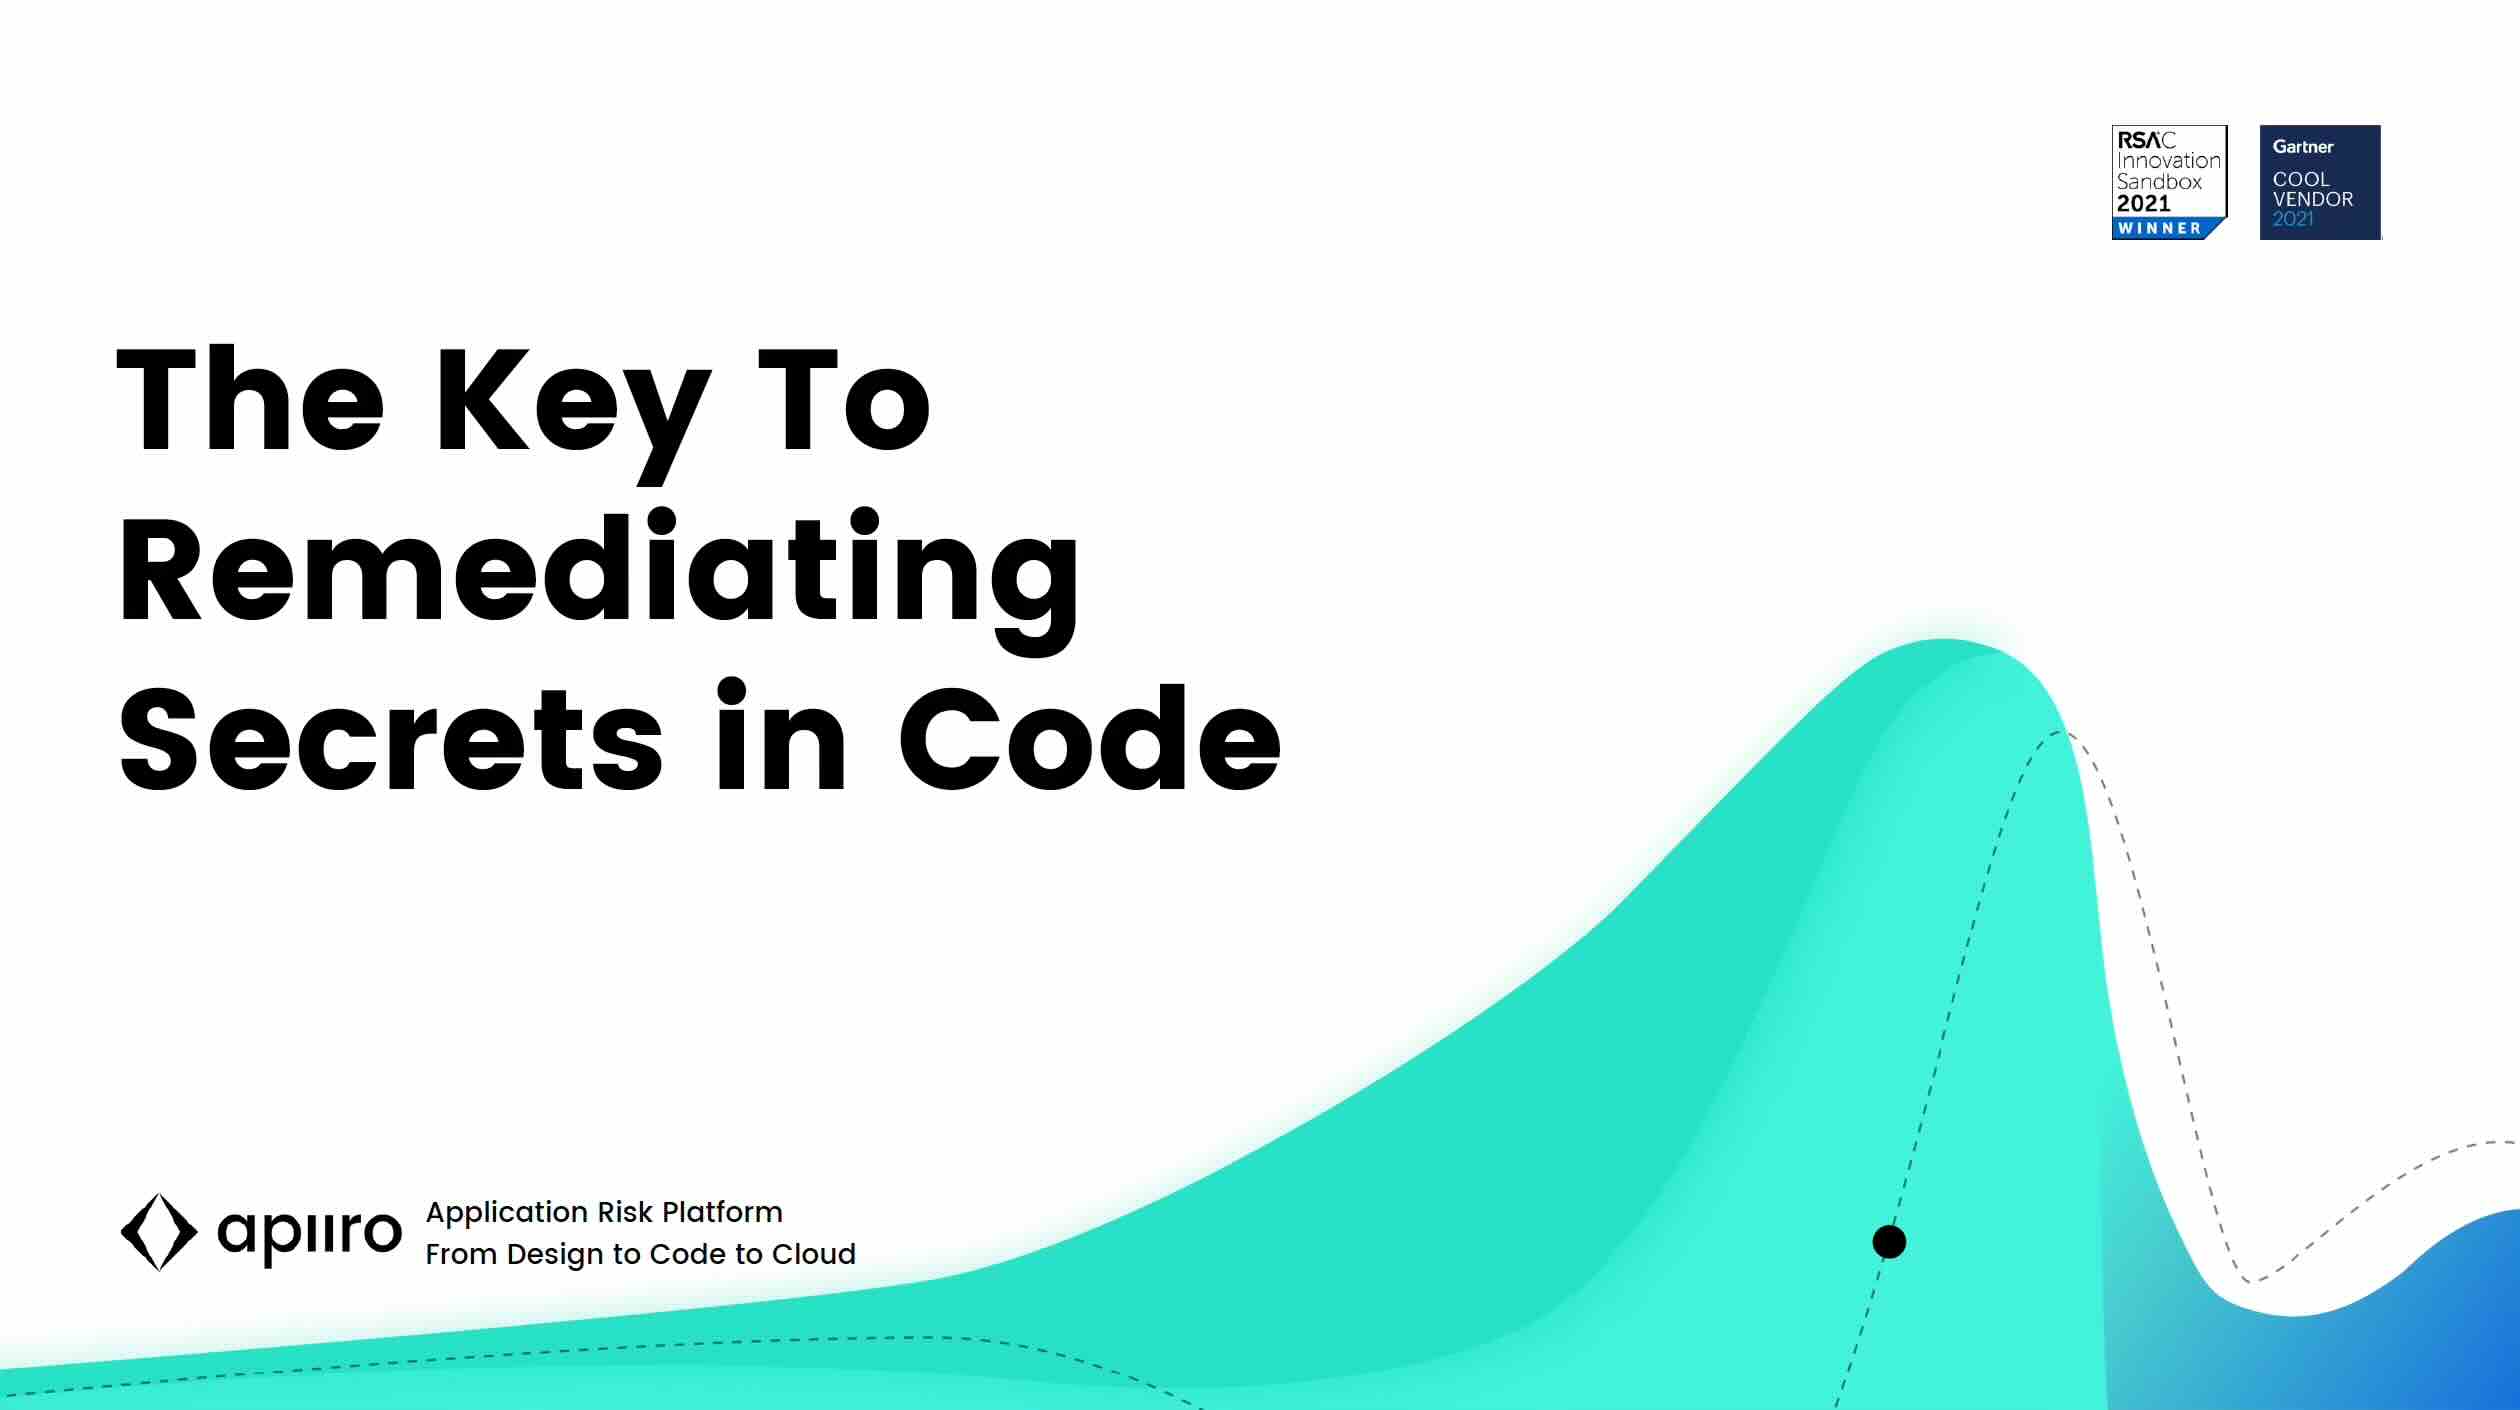 RSAC
Innovation
Sandbox
2021
WINNER
Gartner
COOL
VENDOR
2021
The Key To
Remediating
Secrets in Code
apiiro
Application Risk Platform
From Design to Code to Cloud